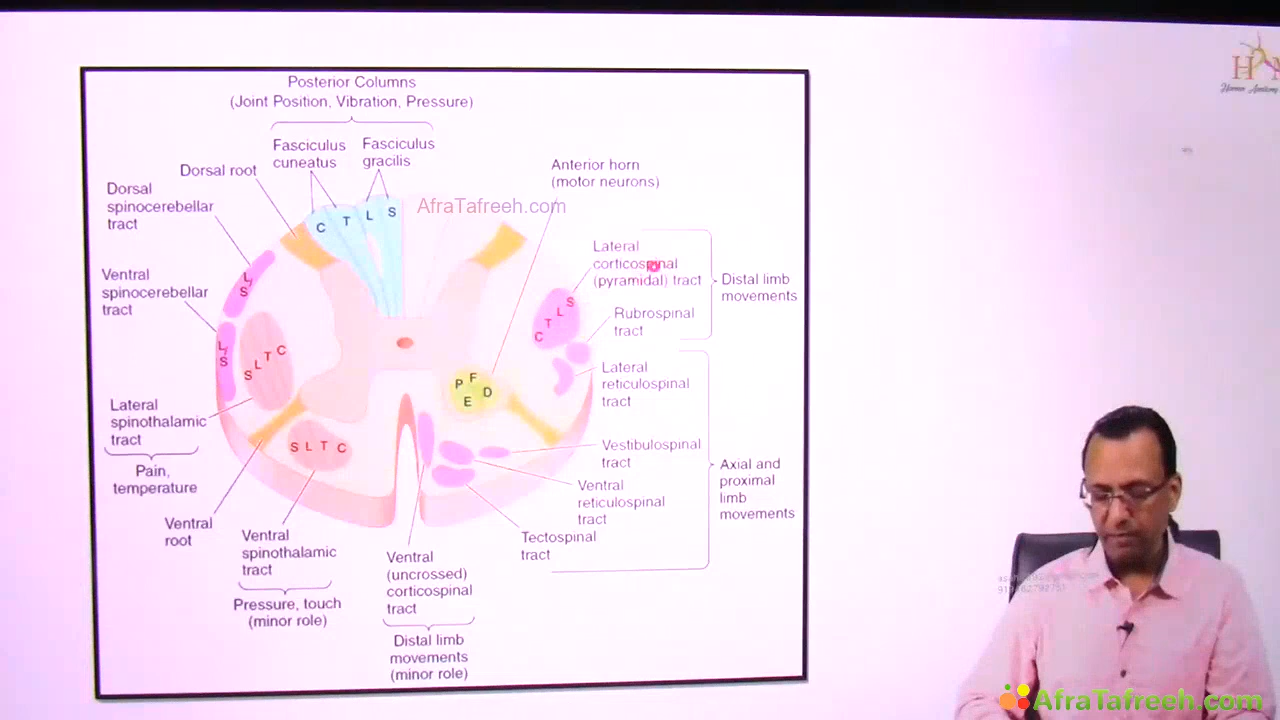 Posterior Columns
(Joint Position, Vibration, Pressure)
Fasciculus
cuneatus
Fasciculus
gracilis
Dorsal root
Anterior horn
(motor neurons)
Dorsal
spinocerebellar
tract
AfraTafreeh.com
C T L S
Lateral
corticospinal
(pyramidal) tract
Distal limb
movements
Ventral
spinocerebellar
tract
L/S
L/S
S L T C
C T L S
Rubrospinal
tract
Lateral
reticulospinal
tract
P F D E
Lateral
spinothalamic
tract
Pain,
temperature
S L T C
Vestibulospinal
tract
Axial and
proximal
limb
movements
Ventral
reticulospinal
tract
Ventral
root
Ventral
spinothalamic
tract
Tectospinal
tract
Ventral
(uncrossed)
corticospinal
tract
Pressure, touch
(minor role)
Distal limb
movements
(minor role)
Human Anatomy
AfraTafreeh.com